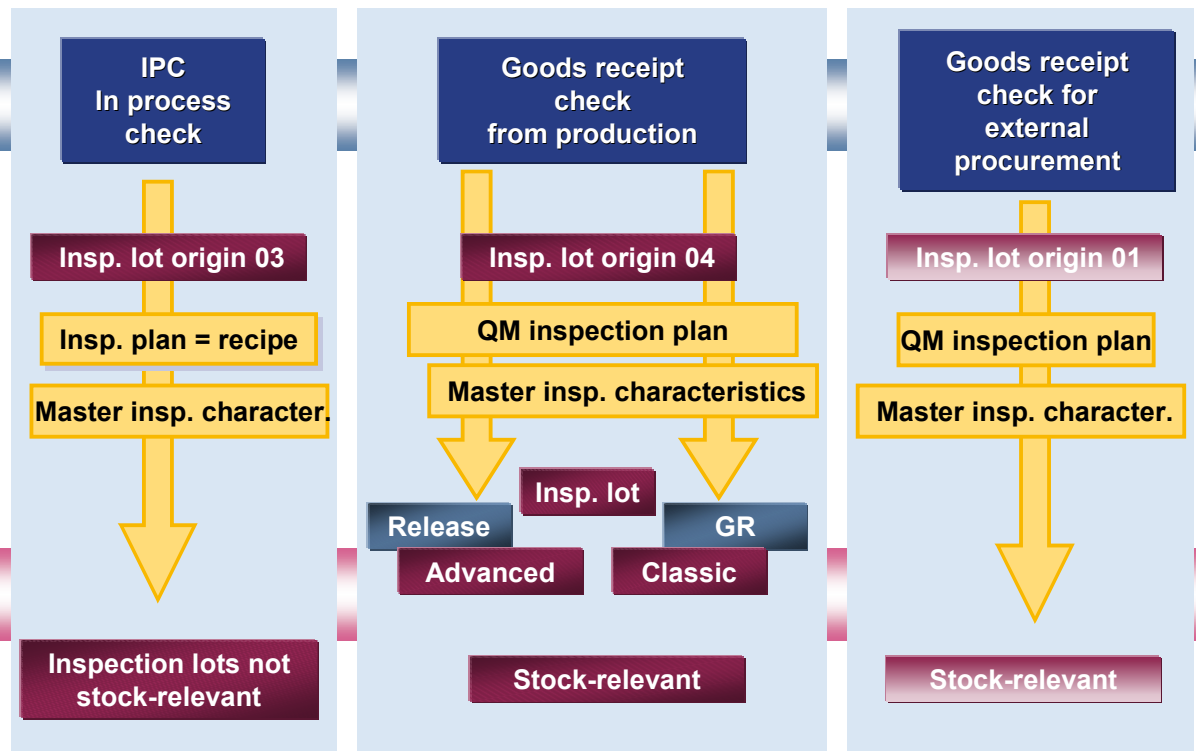 IPC
In process
check
Insp. lot origin 03
Insp. plan = recipe
Master insp. character.
Inspection lots not
stock-relevant
Goods receipt
check
from production
Insp. lot origin 04
QM inspection plan
Master insp. characteristics
Insp. lot
Release
GR
Advanced
Classic
Stock-relevant
Goods receipt
check for
external
procurement
Insp. lot origin 01
QM inspection plan
Master insp. character.
Stock-relevant